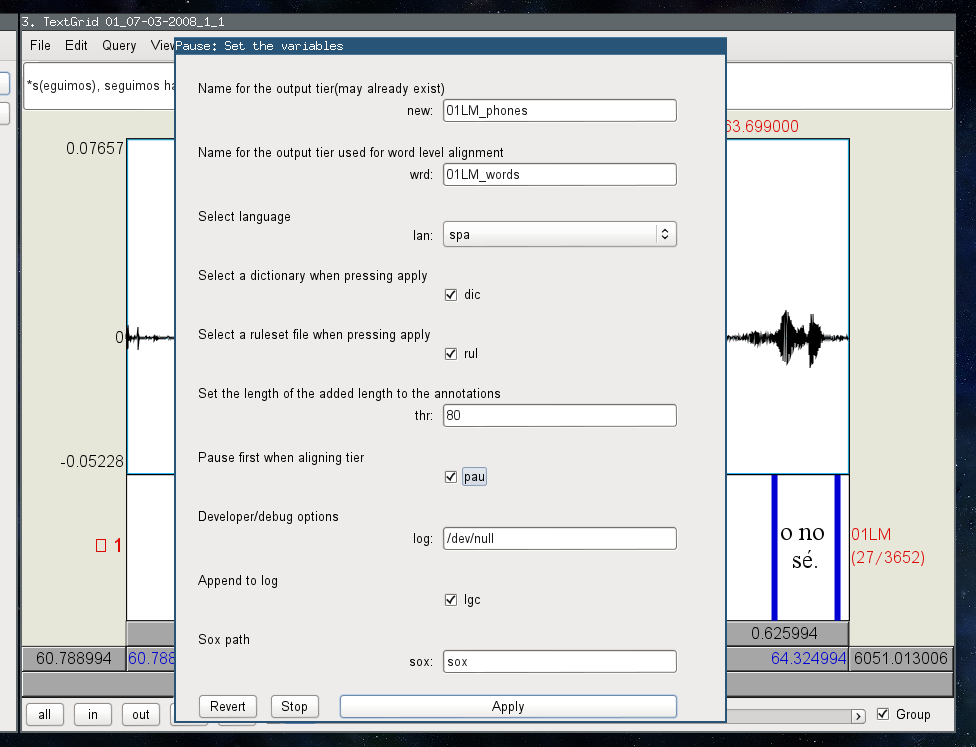 3. TextGrid 01_07-03-2008_1_1
File Edit Query
Pause: Set the variables
*s(eguimos), seguimos
Name for the output tier(may already exist)
new: 01LM_phones
63.699000
0.07657
Name for the output tier used for word level alignment
wrd: 01LM_words
Select language
lan: spa
Select a dictionary when pressing apply
dic
0
Select a ruleset file when pressing apply
rul
Set the length of the added length to the annotations
thr: 80
-0.05228
Pause first when aligning tier
pau
Developer/debug options
log: /dev/null
1
o no
sé.
01LM
(27/3652)
Append to log
lgc
Sox path
sox: sox
0.625994
60.788994 60.788 64.324994 6051.013006
Revert Stop Apply
all in out Group